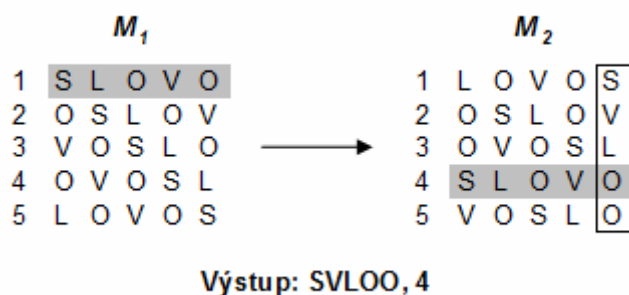 M1 M2
1 S L O V O 1 L O V O S
2 O S L O V 2 O S L O V
3 V O S L O 3 O V O S L
4 O V O S L 4 S L O V O
5 L O V O S 5 V O S L O
Výstup: SVLOO, 4